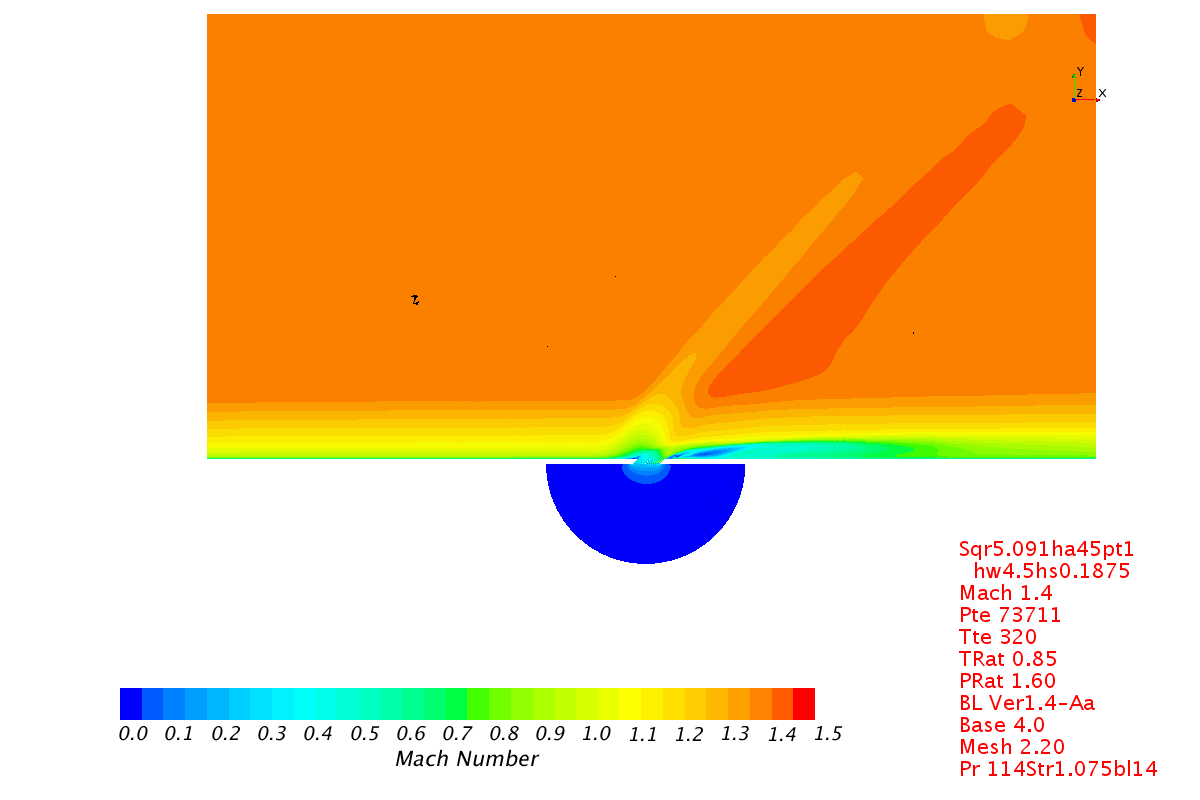 Y
Z X
Sqr5.091ha45pt1
hw4.5hs0.1875
Mach 1.4
Pte 73711
Tte 320
TRat 0.85
PRat 1.60
BL Ver1.4-Aa
Base 4.0
Mesh 2.20
Pr 114Str1.075bl14
0.0 0.1 0.2 0.3 0.4 0.5 0.6 0.7 0.8 0.9 1.0 1.1 1.2 1.3 1.4 1.5
Mach Number